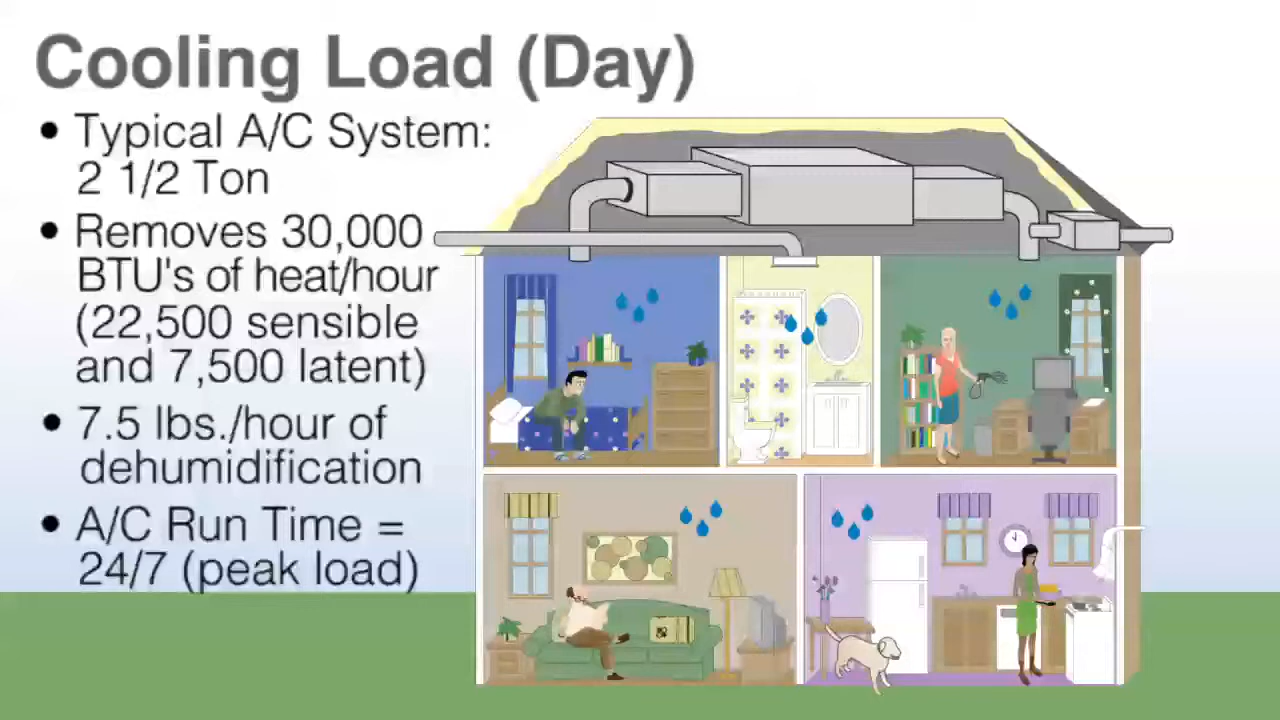 Cooling Load (Day)
• Typical A/C System:
2 1/2 Ton
• Removes 30,000
BTU's of heat/hour
(22,500 sensible
and 7,500 latent)
• 7.5 lbs./hour of
dehumidification
• A/C Run Time =
24/7 (peak load)